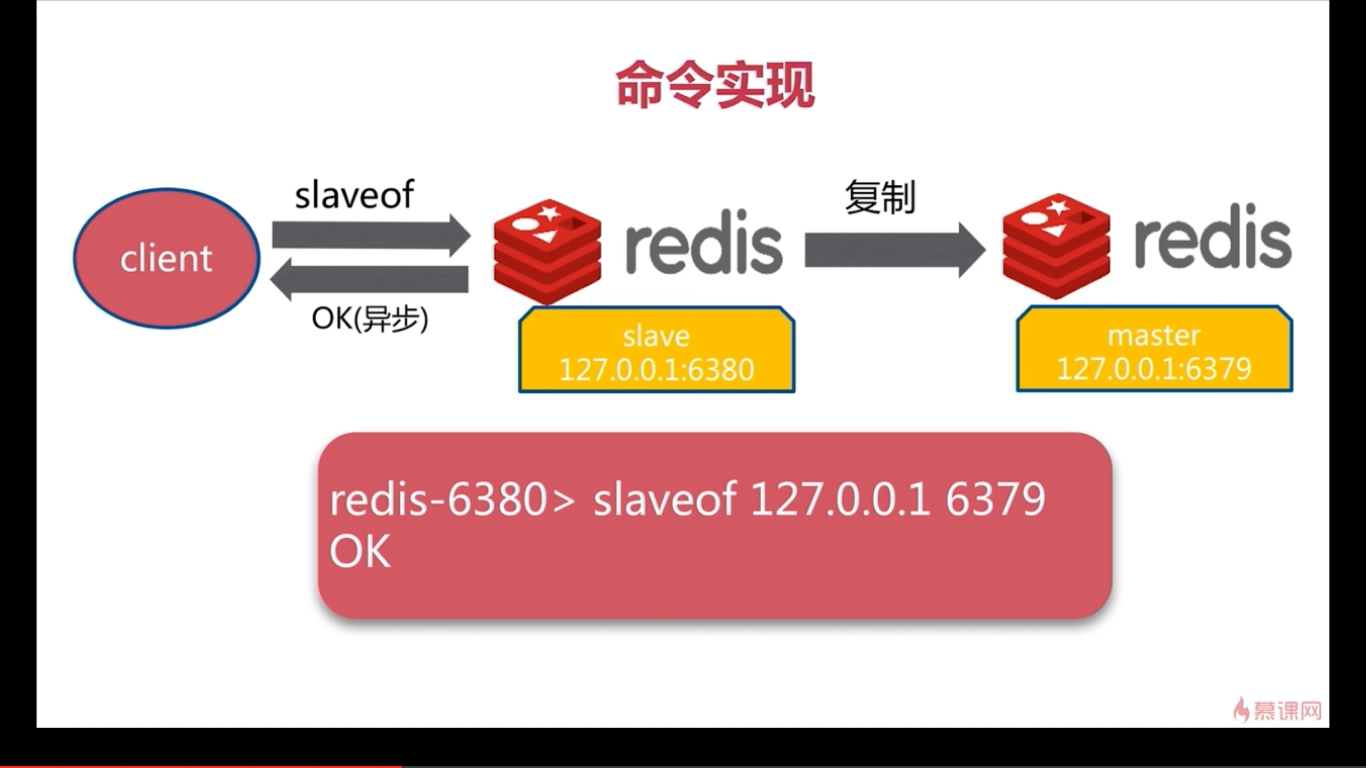 命令实现
slaveof
复制
client
redis
redis
OK(异步)
slave
127.0.0.1:6380
master
127.0.0.1:6379
redis-6380> slaveof 127.0.0.1 6379
OK
慕课网